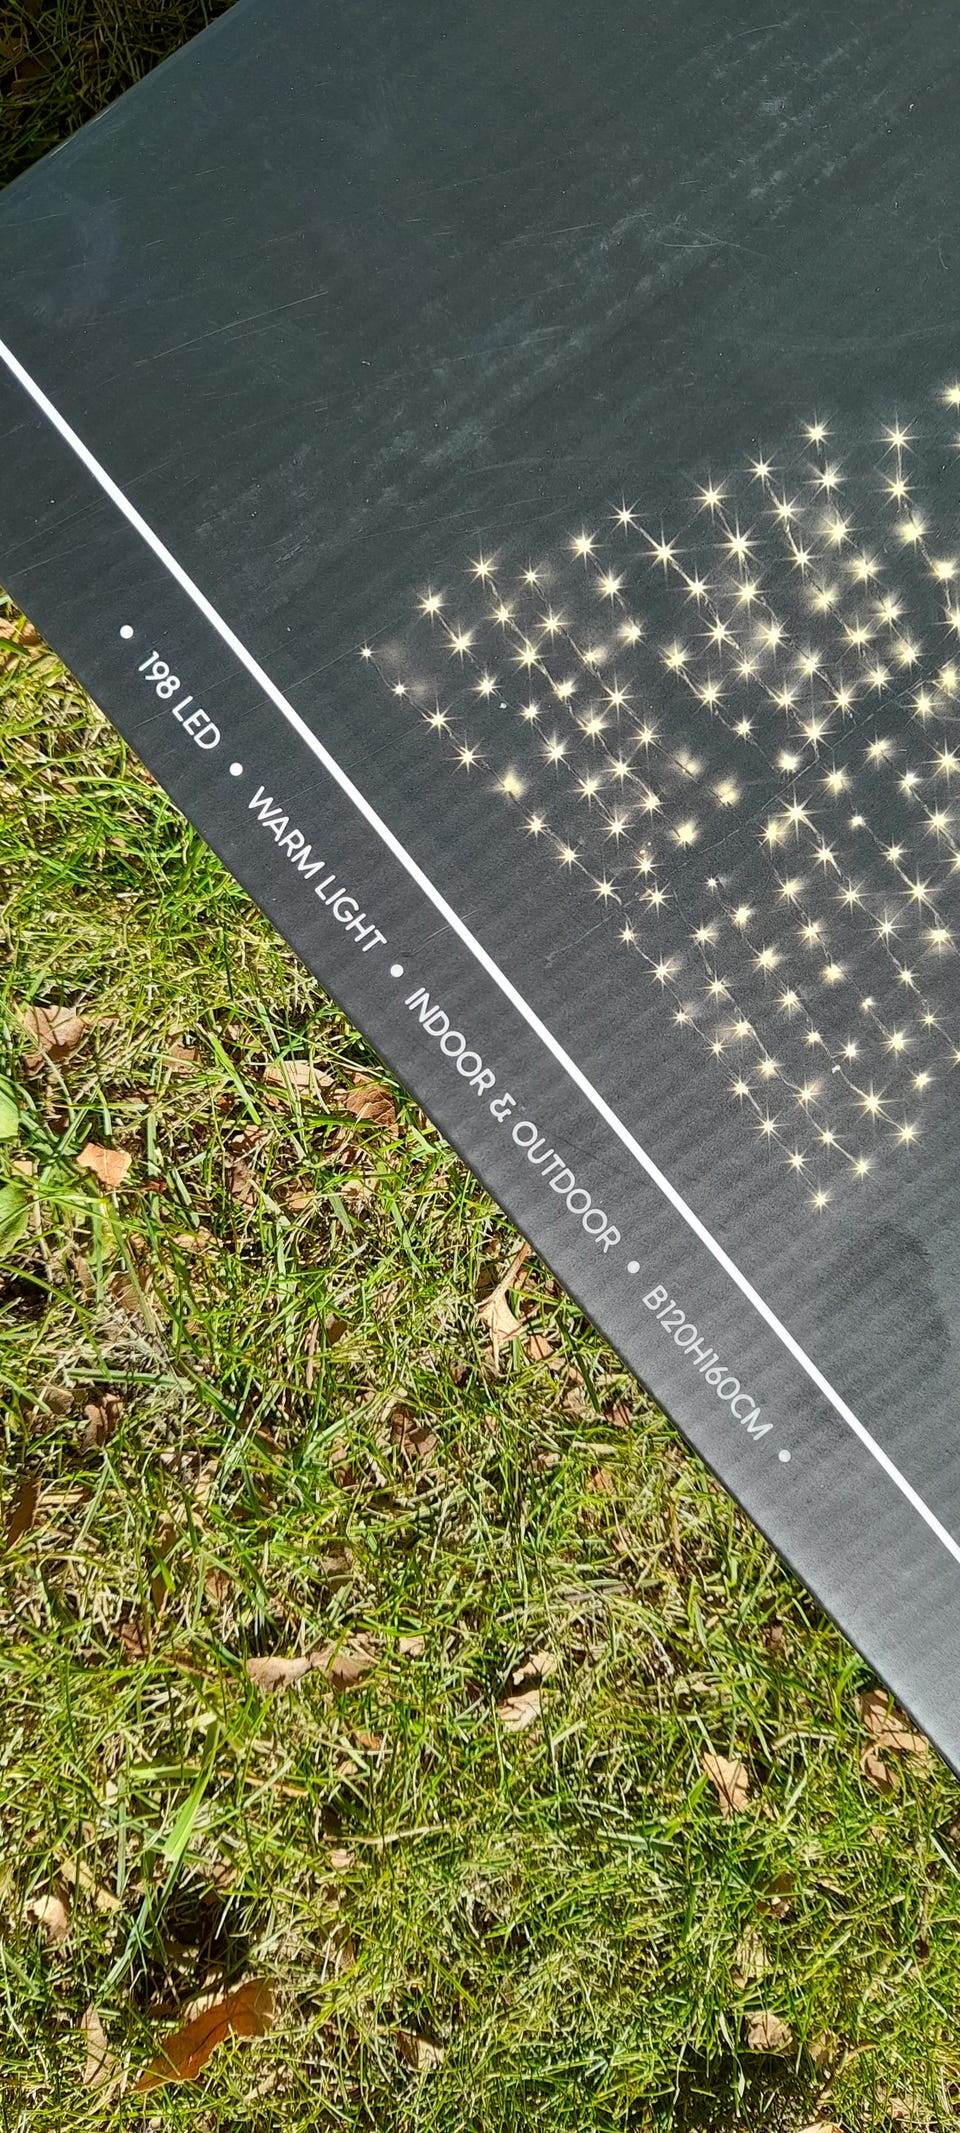 • 198 LED • WARM LIGHT • INDOOR & OUTDOOR • B120H160CM •